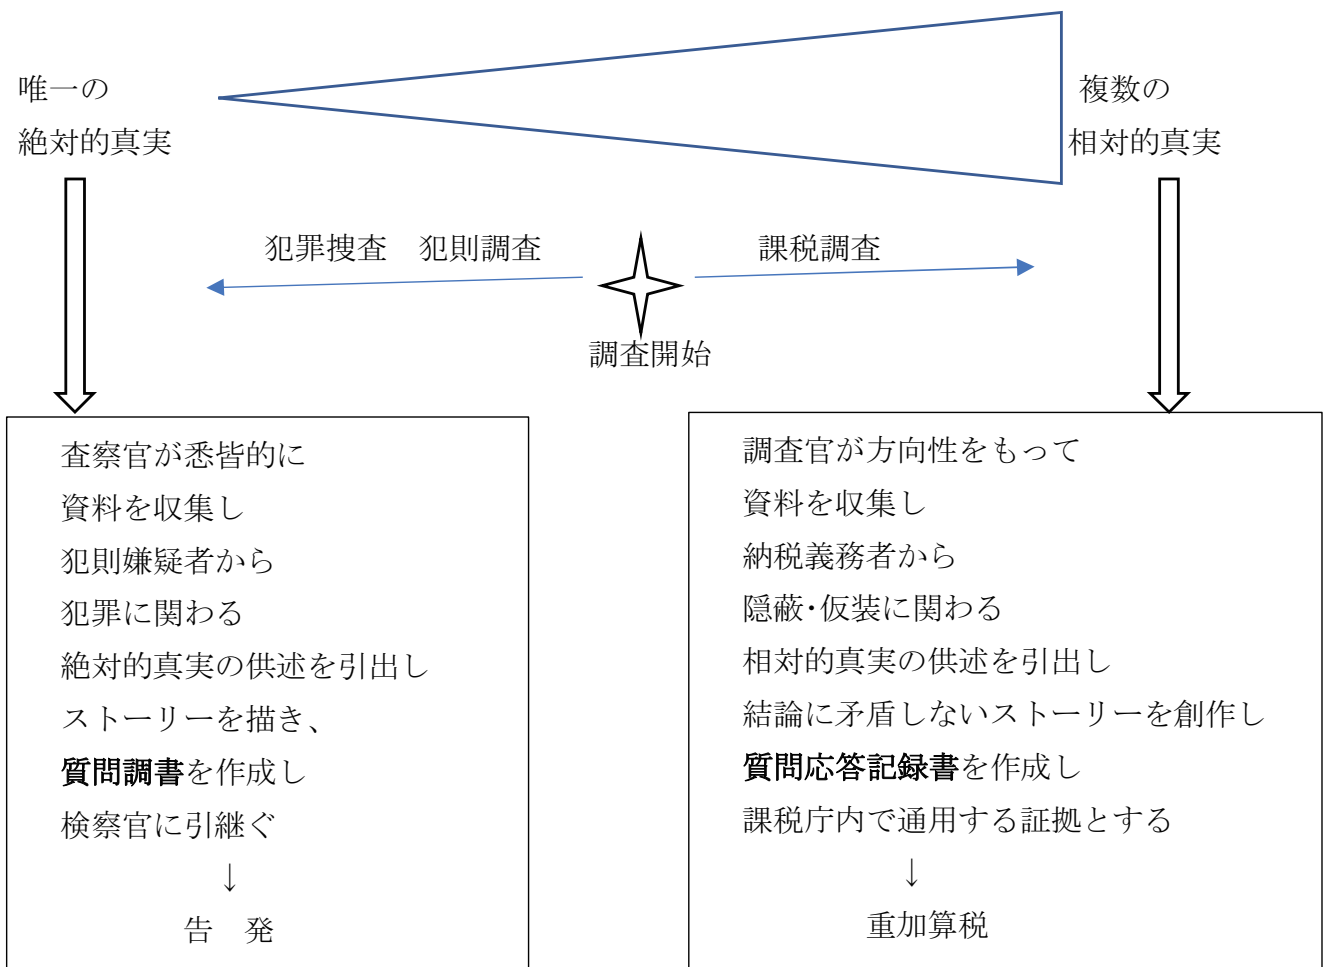 唯一の
絶対的真実
複数の
相対的真実
犯罪捜査　犯則調査
課税調査
調査開始
査察官が悉皆的に
資料を収集し
犯則嫌疑者から
犯罪に関わる
絶対的真実の供述を引出し
ストーリーを描き、
質問調書を作成し
検察官に引継ぐ
↓
告　発
調査官が方向性をもって
資料を収集し
納税義務者から
隠蔽･仮装に関わる
相対的真実の供述を引出し
結論に矛盾しないストーリーを創作し
質問応答記録書を作成し
課税庁内で通用する証拠とする
↓
重加算税